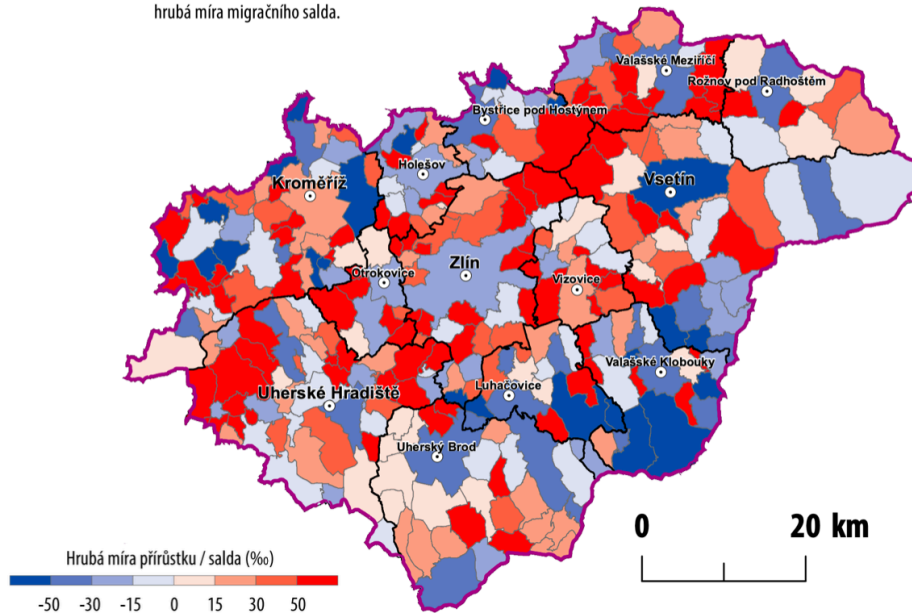 hrubá míra migračního salda.
Valašské Meziříčí
Rožnov pod Radhoštěm
Bystřice pod Hostýnem
Holešov
Kroměříž
Vsetín
Zlín
Otrokovice
Vizovice
Valašské Klobouky
Luhačovice
Uherské Hradiště
Uherský Brod
0 20 km
Hrubá míra přírůstku / salda (‰)
-50 -30 -15 0 15 30 50